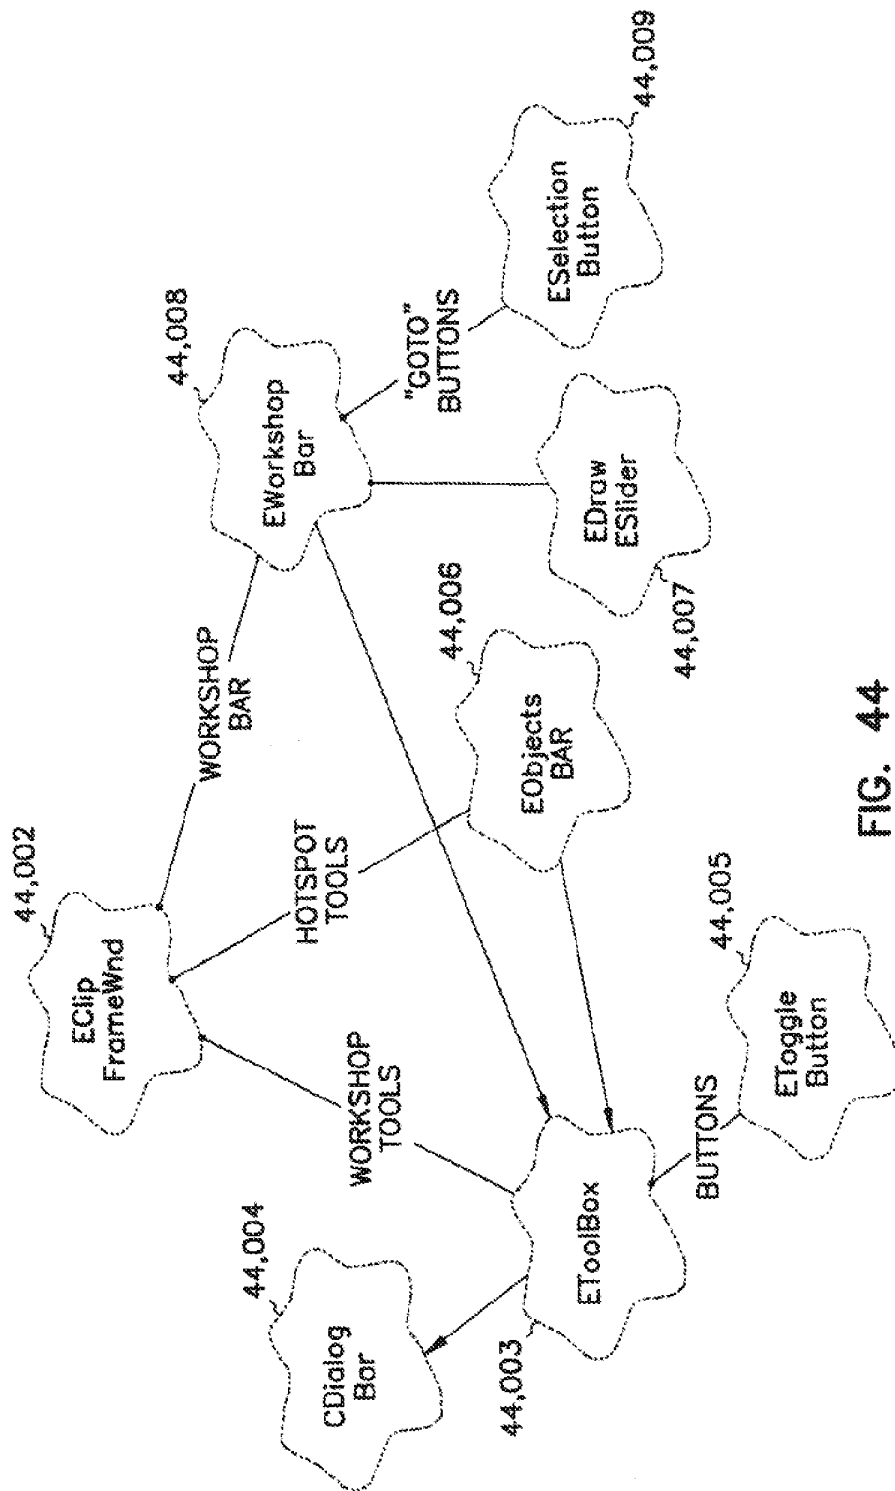 44,002
EClip
FrameWnd
WORKSHOP
BAR
44,008
EWorkshop
Bar
HOTSPOT
TOOLS
WORKSHOP
TOOLS
44,004
CDialog
Bar
"GOTO"
BUTTONS
44,003
EToolBox
44,006
EObjects
BAR
EDraw
ESlider
44,007
ESelection
Button
44,009
BUTTONS
44,005
EToggle
Button
FIG. 44